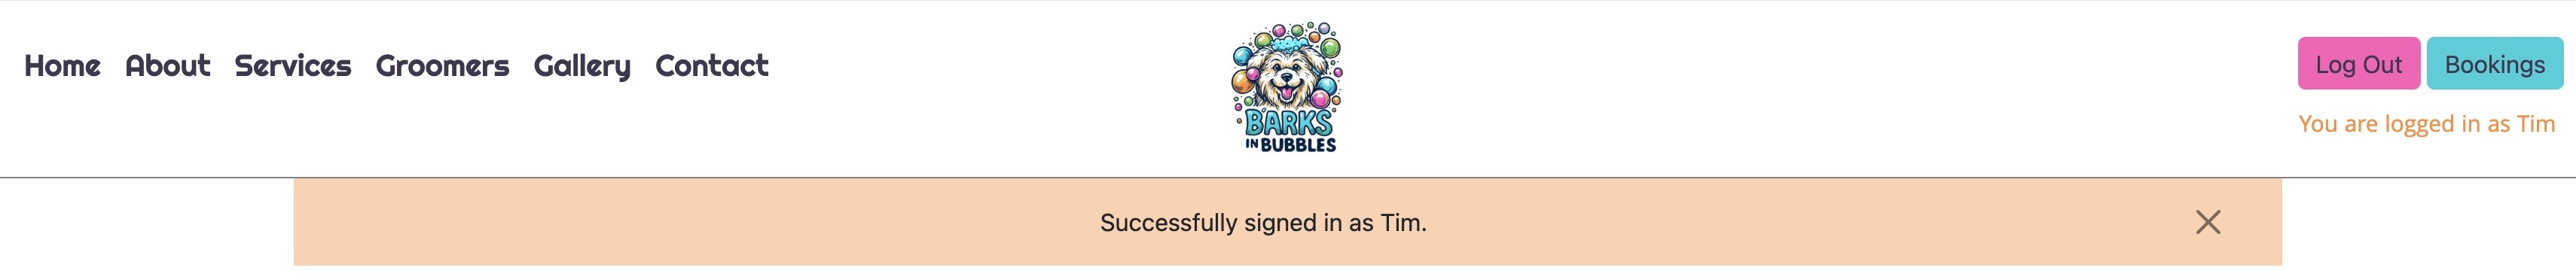 Home About Services Groomers Gallery Contact
BARKS
IN BUBBLES
Log Out Bookings
You are logged in as Tim
Successfully signed in as Tim.